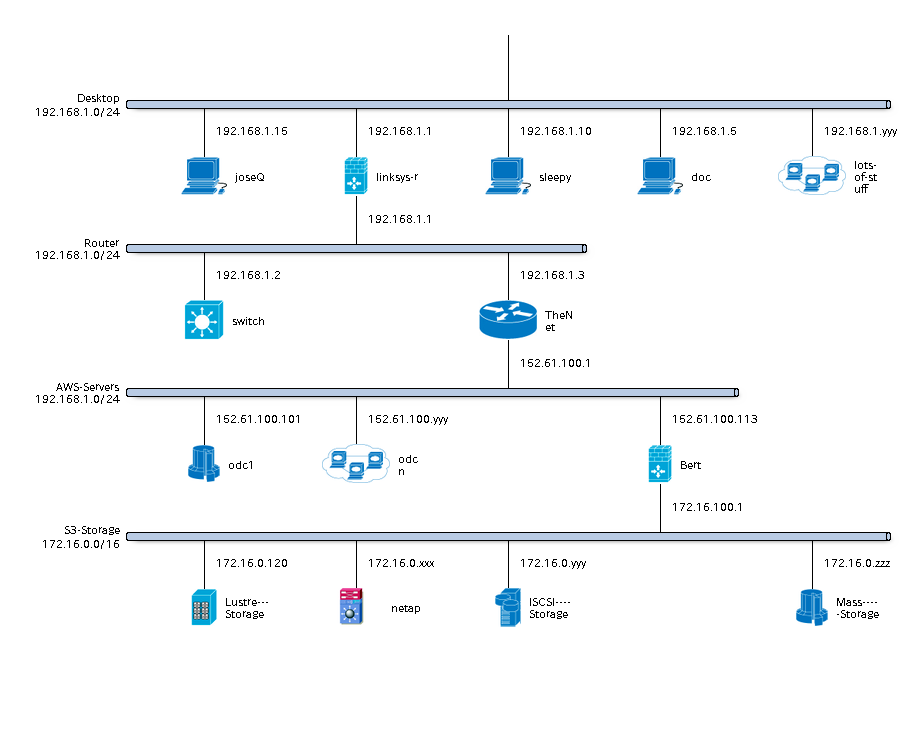 Desktop
192.168.1.0/24
192.168.1.15
192.168.1.1
192.168.1.10
192.168.1.5
192.168.1.yyy
joseQ
linksys-r
sleepy
doc
lots-
of-st
uff
192.168.1.1
Router
192.168.1.0/24
192.168.1.2
192.168.1.3
switch
TheN
et
152.61.100.1
AWS-Servers
192.168.1.0/24
152.61.100.101
152.61.100.yyy
152.61.100.113
odc1
odc
n
Bert
172.16.100.1
S3-Storage
172.16.0.0/16
172.16.0.120
172.16.0.xxx
172.16.0.yyy
172.16.0.zzz
Lustre---
Storage
netap
ISCSI----
Storage
Mass----
-Storage